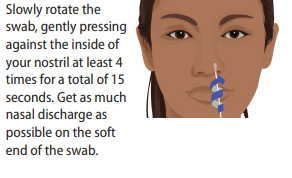 Slowly rotate the
swab, gently pressing
against the inside of
your nostril at least 4
times for a total of 15
seconds. Get as much
nasal discharge as
possible on the soft
end of the swab.